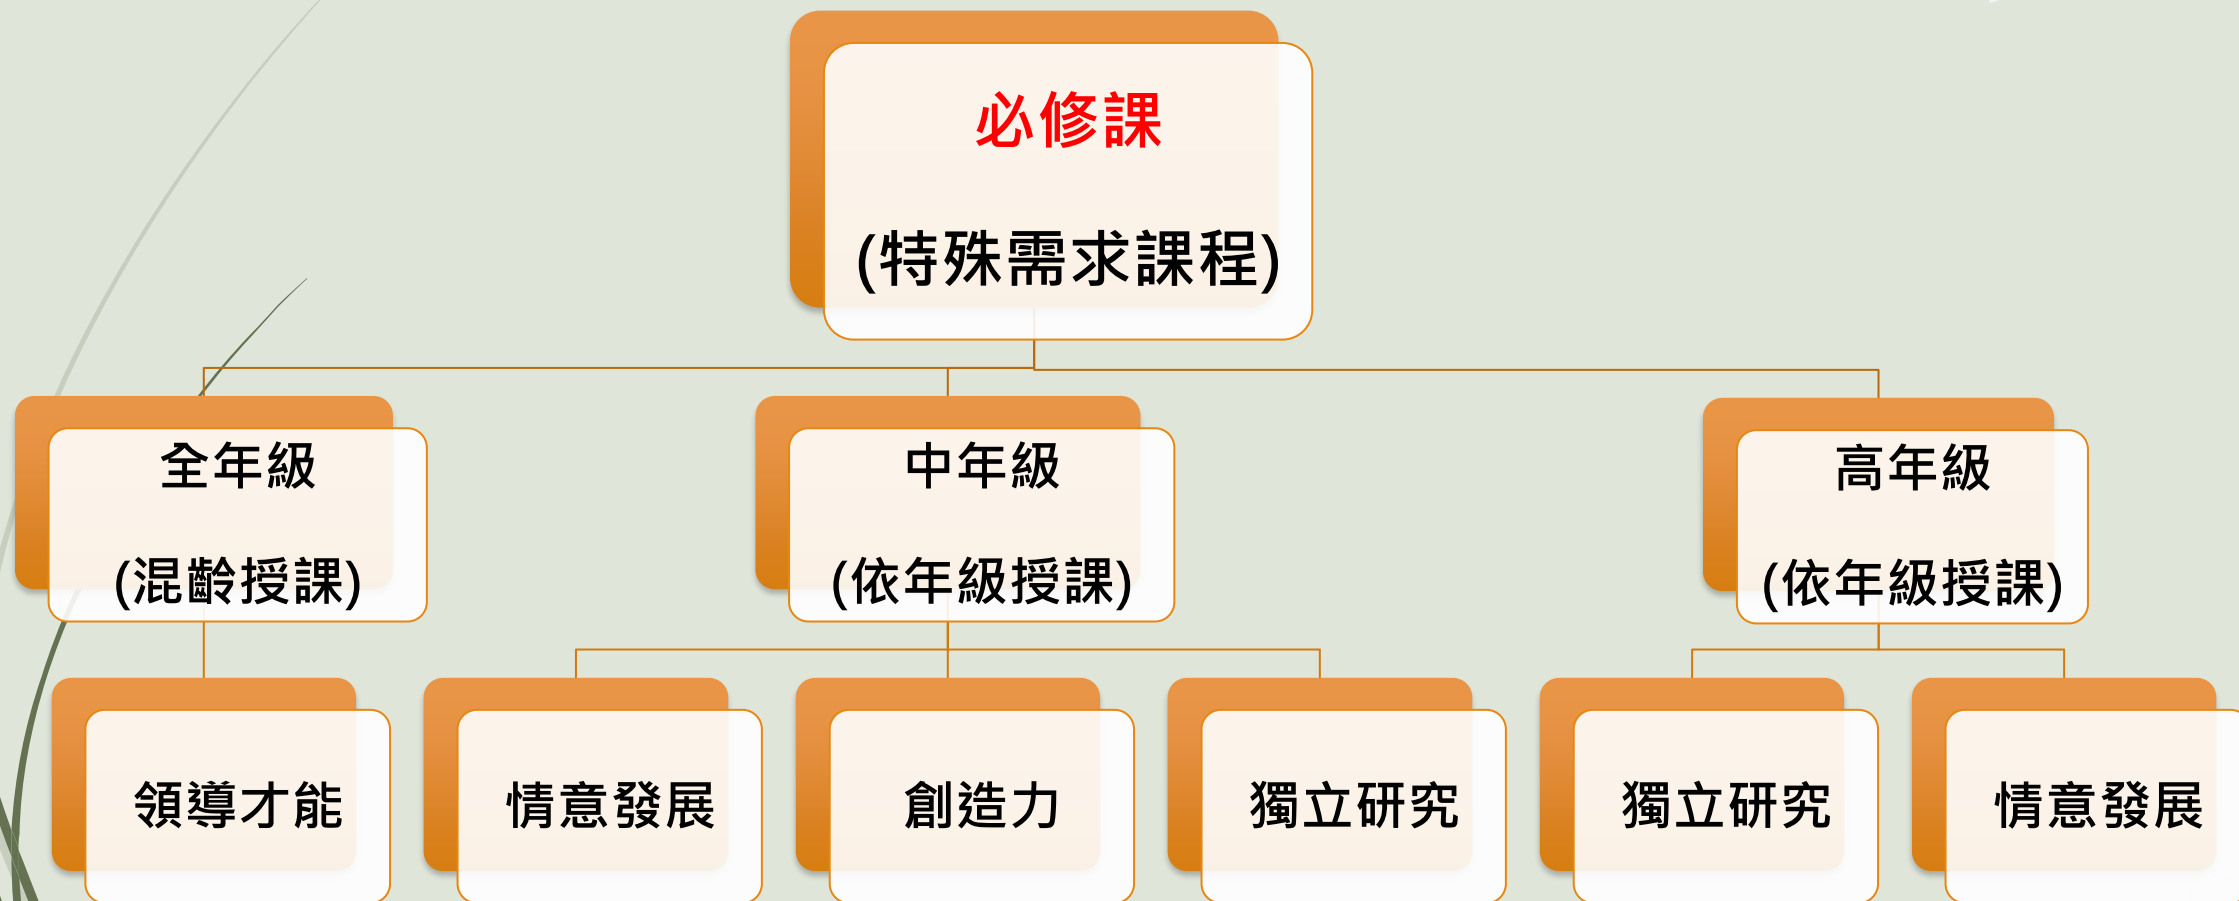 必修課
(特殊需求課程)
全年級
(混齡授課)
中年級
(依年級授課)
高年級
(依年級授課)
領導才能
情意發展
創造力
獨立研究
獨立研究
情意發展